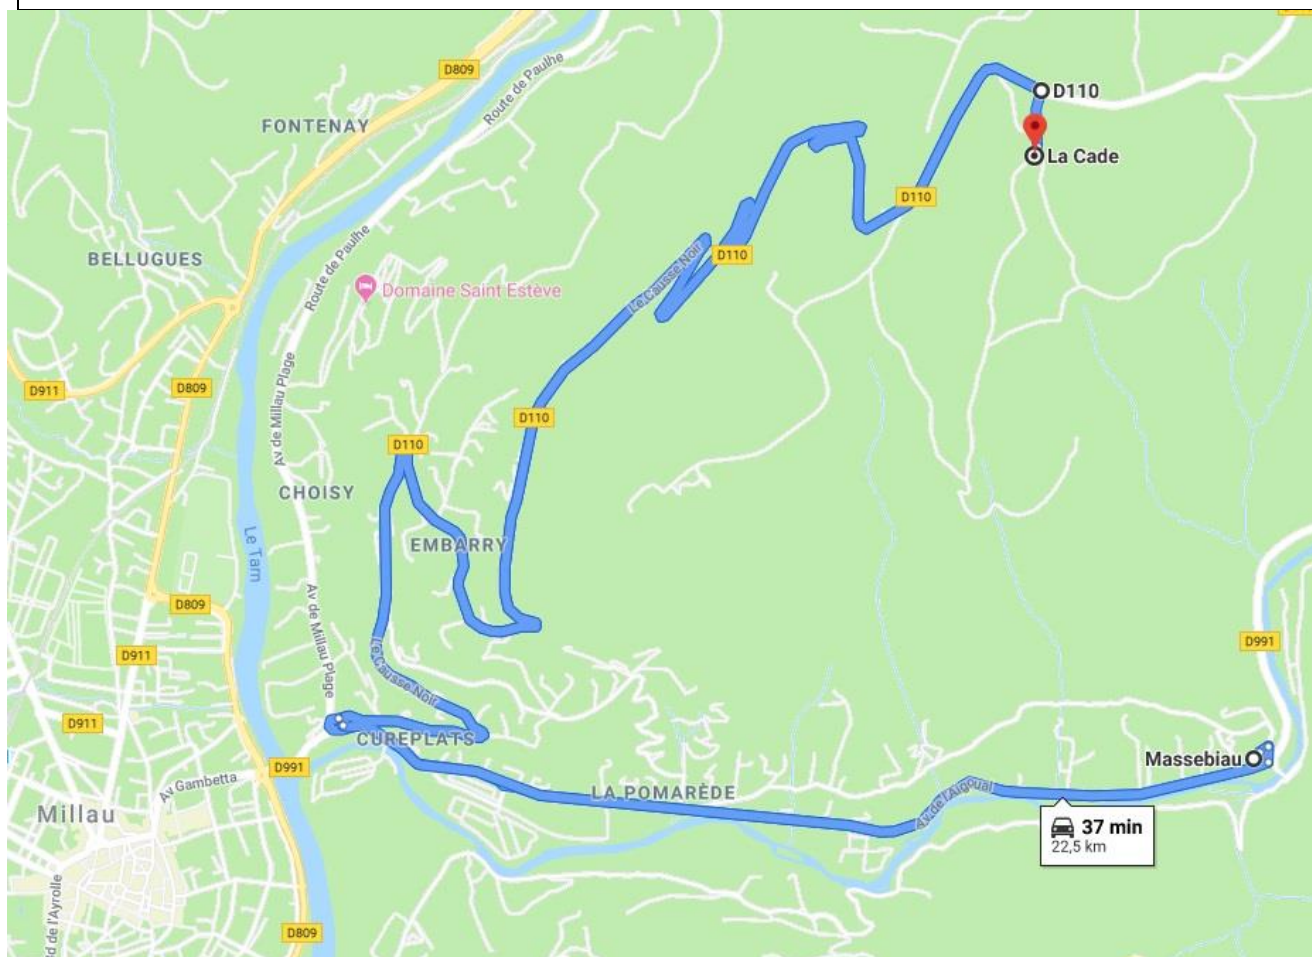 D809
Route de Paulhe
FONTENAY
D110
La Cade
D110
BELLUGUES
Route de Paulhe
D110
Le Causse Noir
Domaine Saint Estève
D911
D809
Av de Millau Plage
D110
D110
CHOISY
Le Tarn
EMBARRY
D809
Av de Millau Plage
D911
D991
Le Causse Noir
D911
CUREPLATS
D991
Massebiau
Av Gambetta
LA POMARÈDE
Av de l'Aigoual
Millau
37 min
22,5 km
D809
d de l'Ayrolle